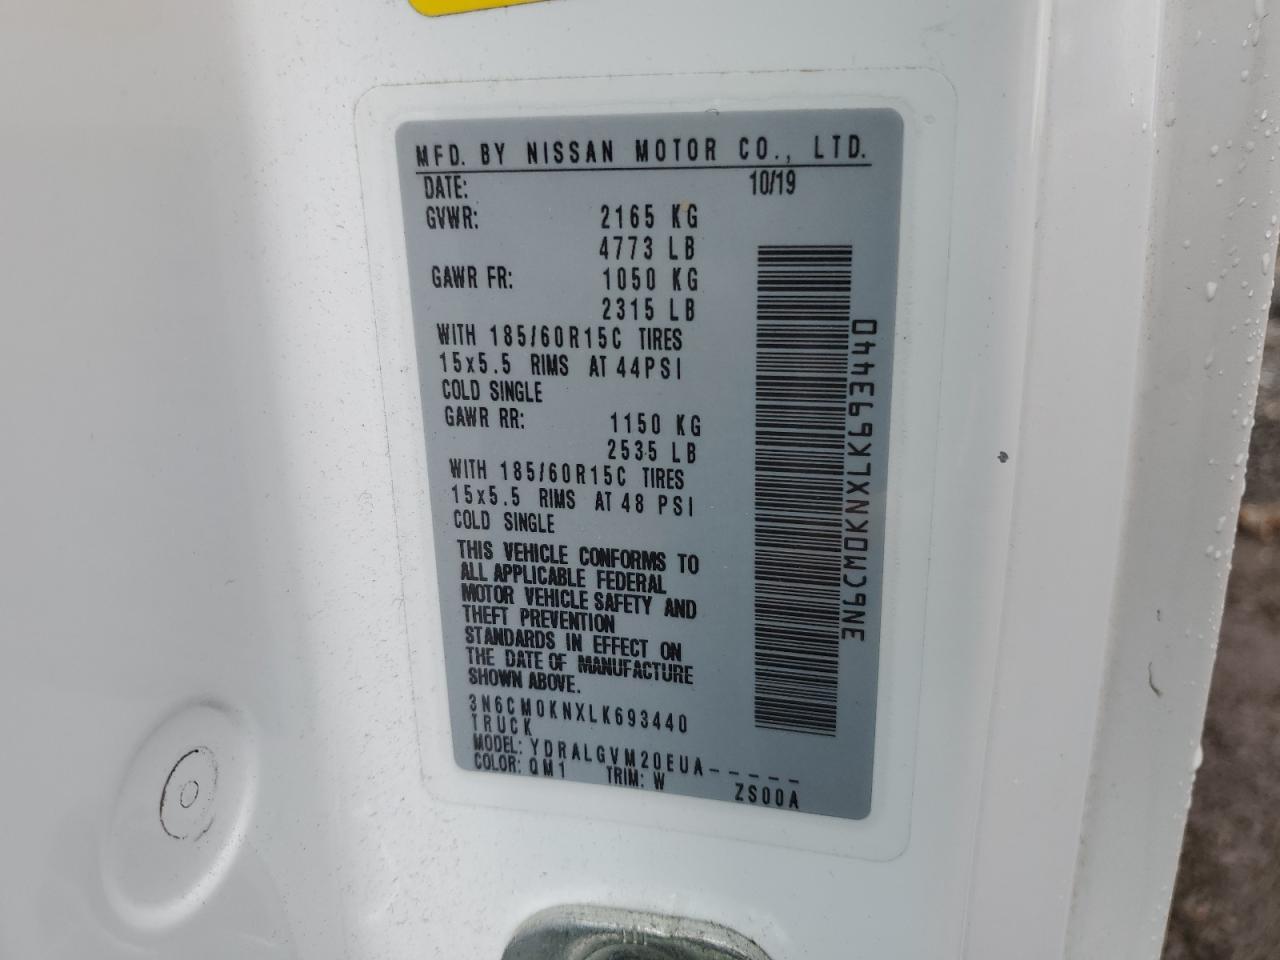 MFD. BY NISSAN MOTOR CO., LTD.
DATE: 10/19
GVWR: 2165 KG
4773 LB
GAWR FR: 1050 KG
2315 LB
WITH 185/60R15C TIRES
15x5.5 RIMS AT 44PSI
COLD SINGLE
GAWR RR: 1150 KG
2535 LB
WITH 185/60R15C TIRES
15x5.5 RIMS AT 48 PSI
COLD SINGLE
THIS VEHICLE CONFORMS TO
ALL APPLICABLE FEDERAL
MOTOR VEHICLE SAFETY AND
THEFT PREVENTION
STANDARDS IN EFFECT ON
THE DATE OF MANUFACTURE
SHOWN ABOVE.
3N6CM0KNXLK693440
TRUCK
MODEL: YDRALGVM20EUA-----
COLOR: QM1 TRIM: W ZS00A
3N6CM0KNXLK693440